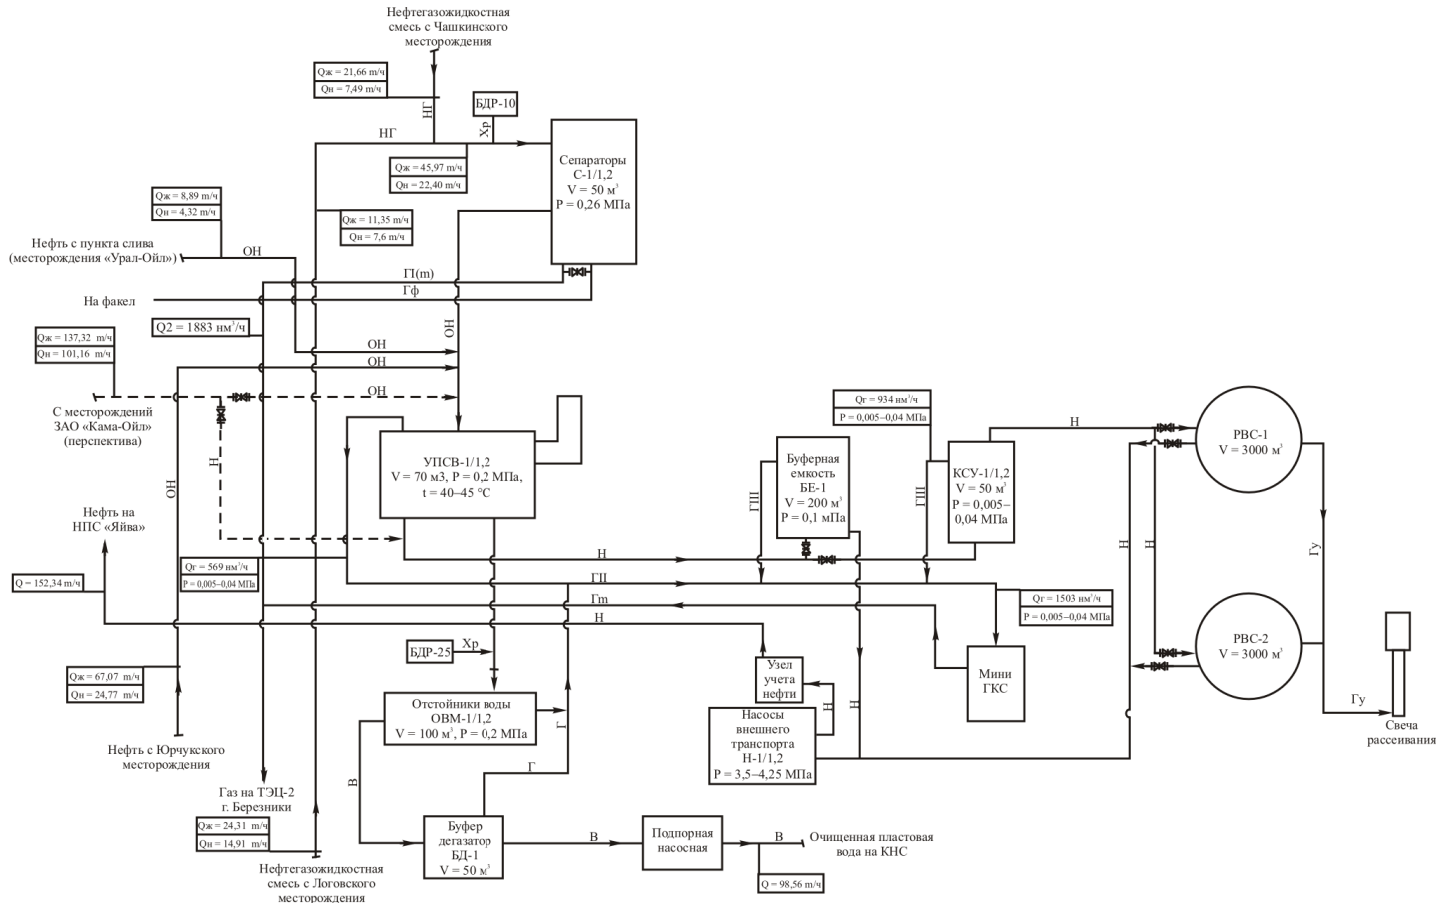 Нефтегазожидкостная
смесь с Чашкинского
месторождения
Qж = 21,66 m/ч
Qн = 7,49 m/ч
НГ
БДР-10
Хр
НГ
Qж = 45,97 m/ч
Qн = 22,40 m/ч
Сепараторы
С-1/1,2
V = 50 м³
Р = 0,26 МПа
Qж = 8,89 m/ч
Qн = 4,32 m/ч
Qж = 11,35 m/ч
Qн = 7,6 m/ч
Нефть с пункта слива
(месторождения «Урал-Ойл»)
ОН
ГI(m)
Гф
На факел
Q2 = 1883 нм³/ч
ОН
Qж = 137,32 m/ч
Qн = 101,16 m/ч
ОН
ОН
ОН
С месторождений
ЗАО «Кама-Ойл»
(перспектива)
Н
ОН
УПСВ-1/1,2
V = 70 м3, Р = 0,2 МПа,
t = 40–45 °С
Qг = 934 нм³/ч
Р = 0,005–0,04 МПа
Буферная
емкость
БЕ-1
V = 200 м³
Р = 0,1 мПа
ГIII
ГIII
КСУ-1/1,2
V = 50 м³
Р = 0,005–
0,04 МПа
Н
РВС-1
V = 3000 м³
Нефть на
НПС «Яйва»
Q = 152,34 m/ч
Qг = 569 нм³/ч
Р = 0,005–0,04 МПа
Н
ГII
Гm
Н
Qг = 1503 нм³/ч
Р = 0,005–0,04 МПа
Н
Н
Гу
РВС-2
V = 3000 м³
БДР-25
Хр
Узел
учета
нефти
Мини
ГКС
Qж = 67,07 m/ч
Qн = 24,77 m/ч
Отстойники воды
ОВМ-1/1,2
V = 100 м³, Р = 0,2 МПа
Г
Насосы
внешнего
транспорта
Н-1/1,2
Р = 3,5–4,25 МПа
Н
Н
Гу
Свеча
рассеивания
Нефть с Юрчукского
месторождения
Г
В
Газ на ТЭЦ-2
г. Березники
Qж = 24,31 m/ч
Qн = 14,91 m/ч
Буфер
дегазатор
БД-1
V = 50 м³
В
Подпорная
насосная
В
Очищенная пластовая
вода на КНС
Q = 98,56 m/ч
Нефтегазожидкостная
смесь с Логовского
месторождения